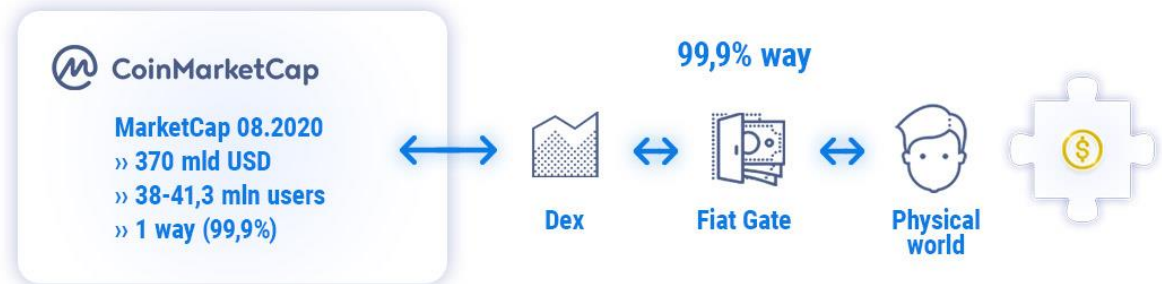 CoinMarketCap
MarketCap 08.2020
» 370 mld USD
» 38-41,3 mln users
» 1 way (99,9%)
99,9% way
Dex
Fiat Gate
Physical
world
$